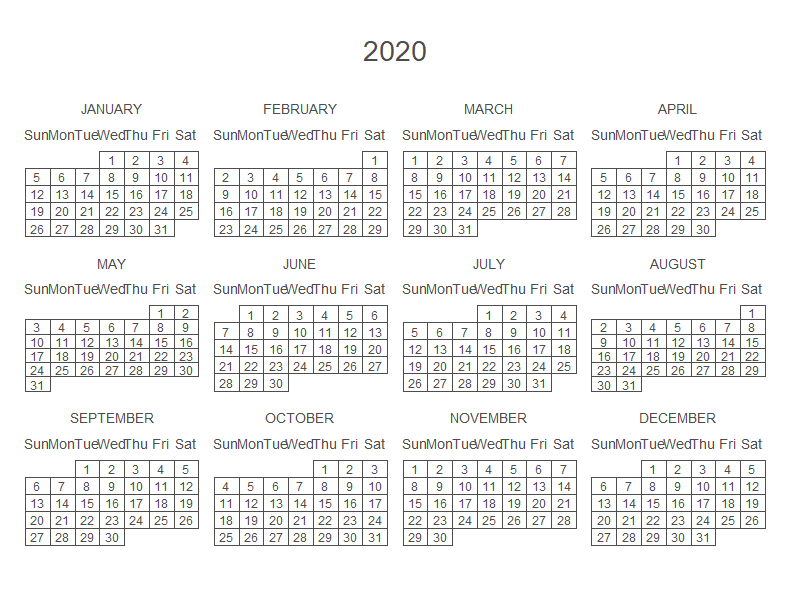 2020
JANUARY FEBRUARY MARCH APRIL
Sun Mon Tue Wed Thu Fri Sat Sun Mon Tue Wed Thu Fri Sat Sun Mon Tue Wed Thu Fri Sat Sun Mon Tue Wed Thu Fri Sat
1 2 3 4 1 1 2 3 4 5 6 7 1 2 3 4
5 6 7 8 9 10 11 2 3 4 5 6 7 8 8 9 10 11 12 13 14 5 6 7 8 9 10 11
12 13 14 15 16 17 18 9 10 11 12 13 14 15 15 16 17 18 19 20 21 12 13 14 15 16 17 18
19 20 21 22 23 24 25 16 17 18 19 20 21 22 22 23 24 25 26 27 28 19 20 21 22 23 24 25
26 27 28 29 30 31 23 24 25 26 27 28 29 29 30 31 26 27 28 29 30
MAY JUNE JULY AUGUST
Sun Mon Tue Wed Thu Fri Sat Sun Mon Tue Wed Thu Fri Sat Sun Mon Tue Wed Thu Fri Sat Sun Mon Tue Wed Thu Fri Sat
1 2 1 2 3 4 5 6 1 2 3 4 1
3 4 5 6 7 8 9 7 8 9 10 11 12 13 5 6 7 8 9 10 11 2 3 4 5 6 7 8
10 11 12 13 14 15 16 14 15 16 17 18 19 20 12 13 14 15 16 17 18 9 10 11 12 13 14 15
17 18 19 20 21 22 23 21 22 23 24 25 26 27 19 20 21 22 23 24 25 16 17 18 19 20 21 22
24 25 26 27 28 29 30 28 29 30 26 27 28 29 30 31 23 24 25 26 27 28 29
31 30 31
SEPTEMBER OCTOBER NOVEMBER DECEMBER
Sun Mon Tue Wed Thu Fri Sat Sun Mon Tue Wed Thu Fri Sat Sun Mon Tue Wed Thu Fri Sat Sun Mon Tue Wed Thu Fri Sat
1 2 3 4 5 1 2 3 1 2 3 4 5 6 7 1 2 3 4 5
6 7 8 9 10 11 12 4 5 6 7 8 9 10 8 9 10 11 12 13 14 6 7 8 9 10 11 12
13 14 15 16 17 18 19 11 12 13 14 15 16 17 15 16 17 18 19 20 21 13 14 15 16 17 18 19
20 21 22 23 24 25 26 18 19 20 21 22 23 24 22 23 24 25 26 27 28 20 21 22 23 24 25 26
27 28 29 30 25 26 27 28 29 30 31 29 30 27 28 29 30 31